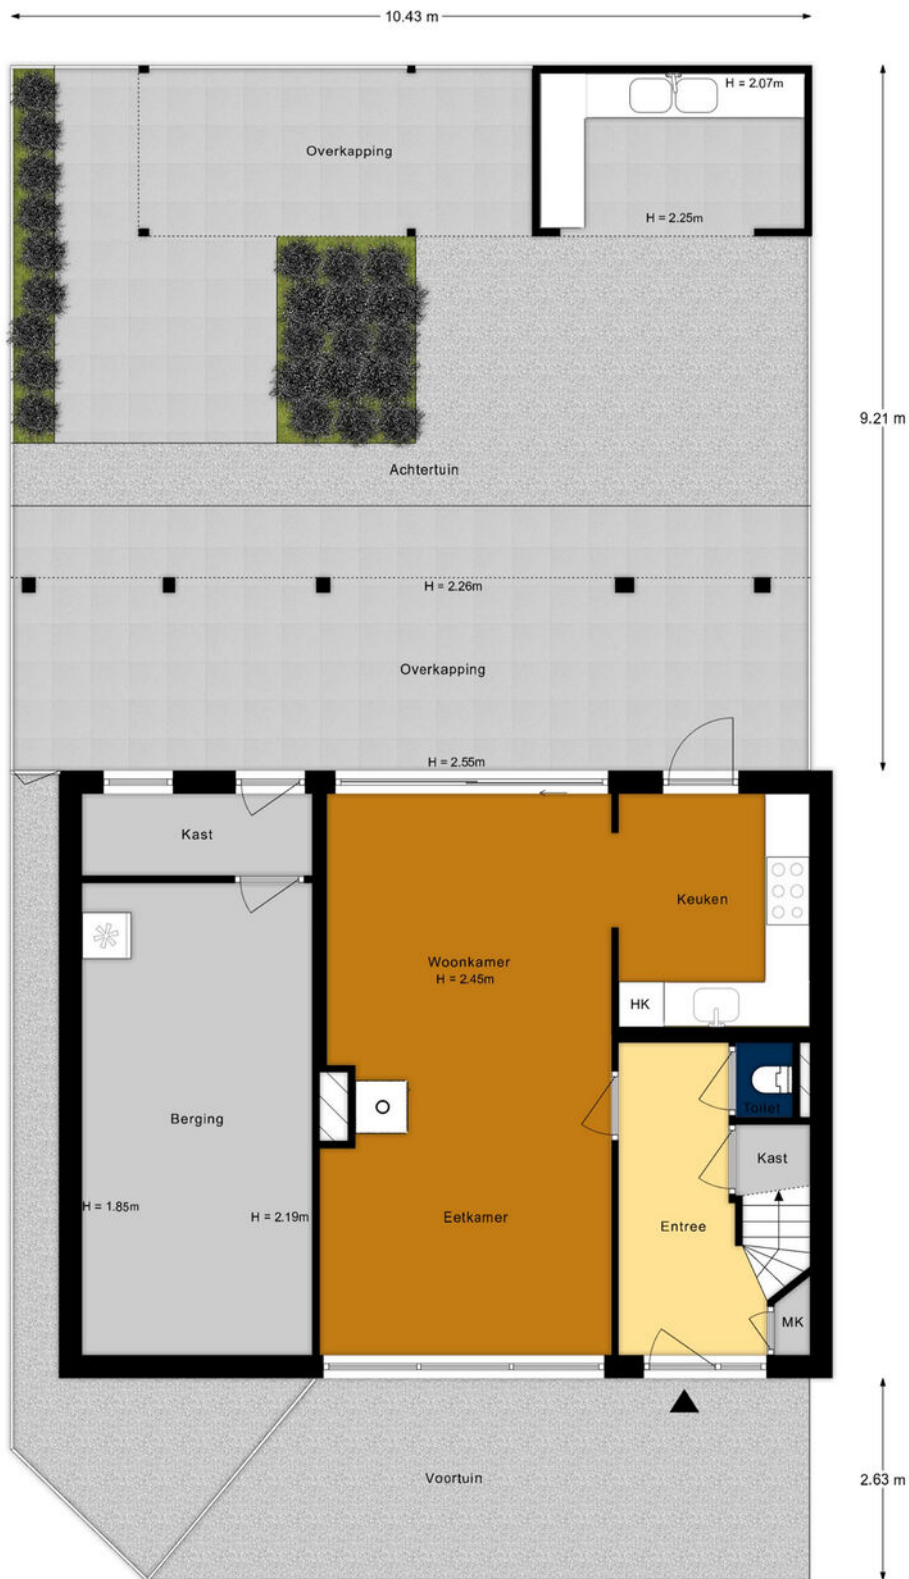 10.43 m
H = 2.07m
Overkapping
H = 2.25m
9.21 m
Achtertuin
H = 2.26m
Overkapping
H = 2.55m
Kast
Keuken
Woonkamer
H = 2.45m
HK
Toilet
Berging
Kast
H = 1.85m
H = 2.19m
Eetkamer
Entree
MK
Voortuin
2.63 m